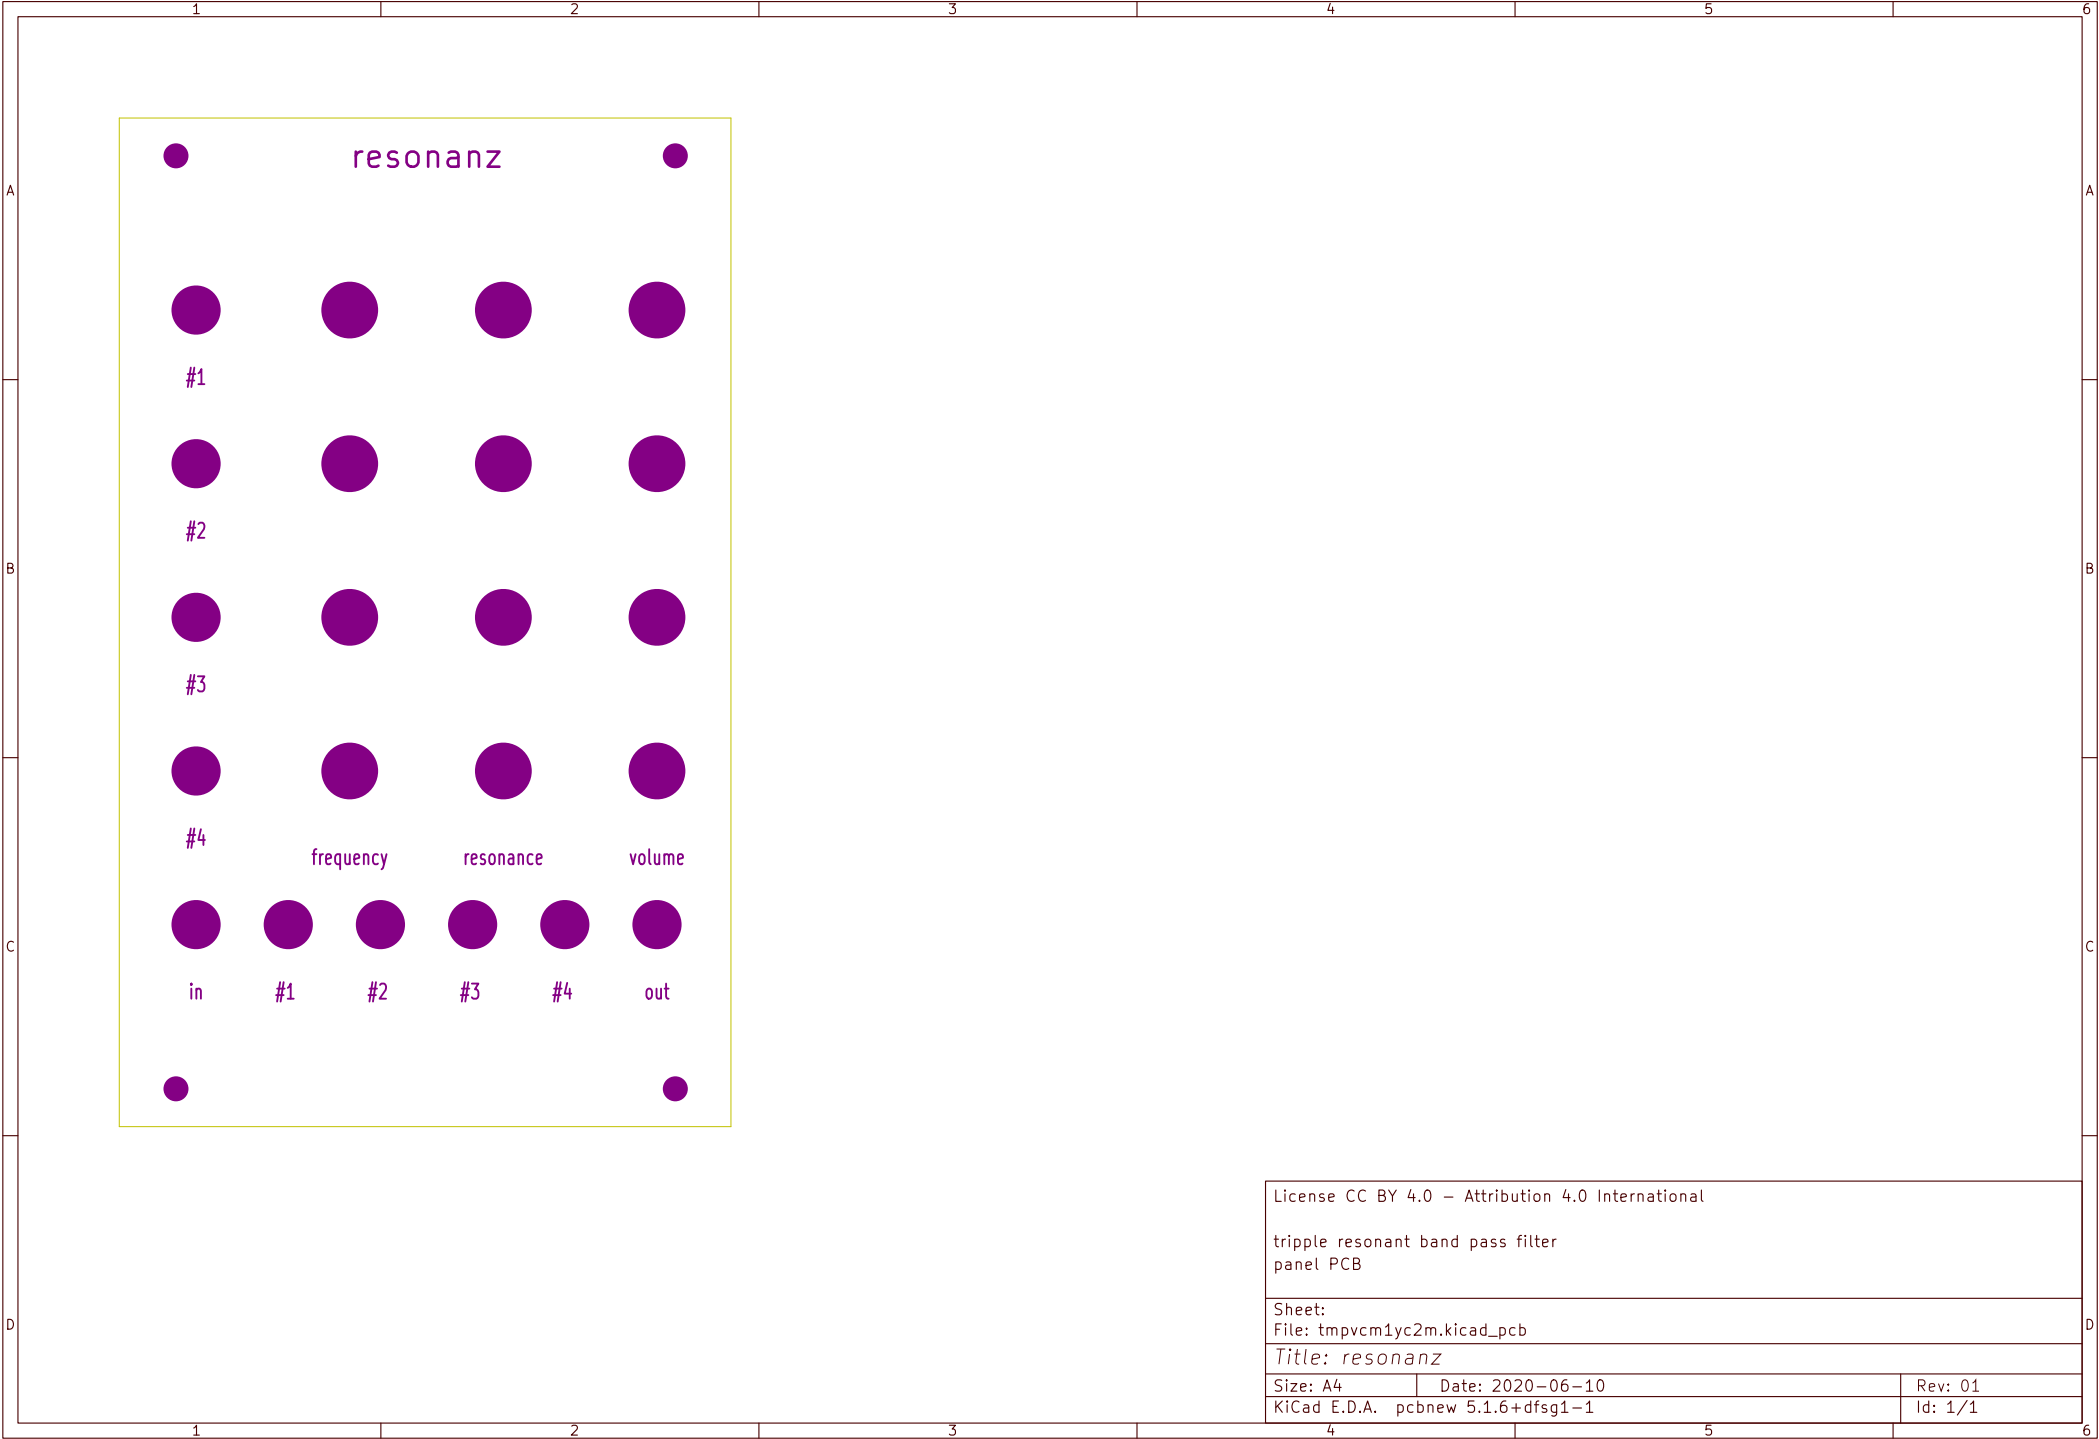 1 2 3 4 5 6
A A
resonanz
#1
#2
B B
#3
#4
frequency resonance volume
C C
in #1 #2 #3 #4 out
License CC BY 4.0 - Attribution 4.0 International
tripple resonant band pass filter
panel PCB
Sheet:
D D
File: tmpvcm1yc2m.kicad_pcb
Title: resonanz
Size: A4 Date: 2020-06-10 Rev: 01
KiCad E.D.A. pcbnew 5.1.6+dfsg1-1 Id: 1/1
1 2 3 4 5 6